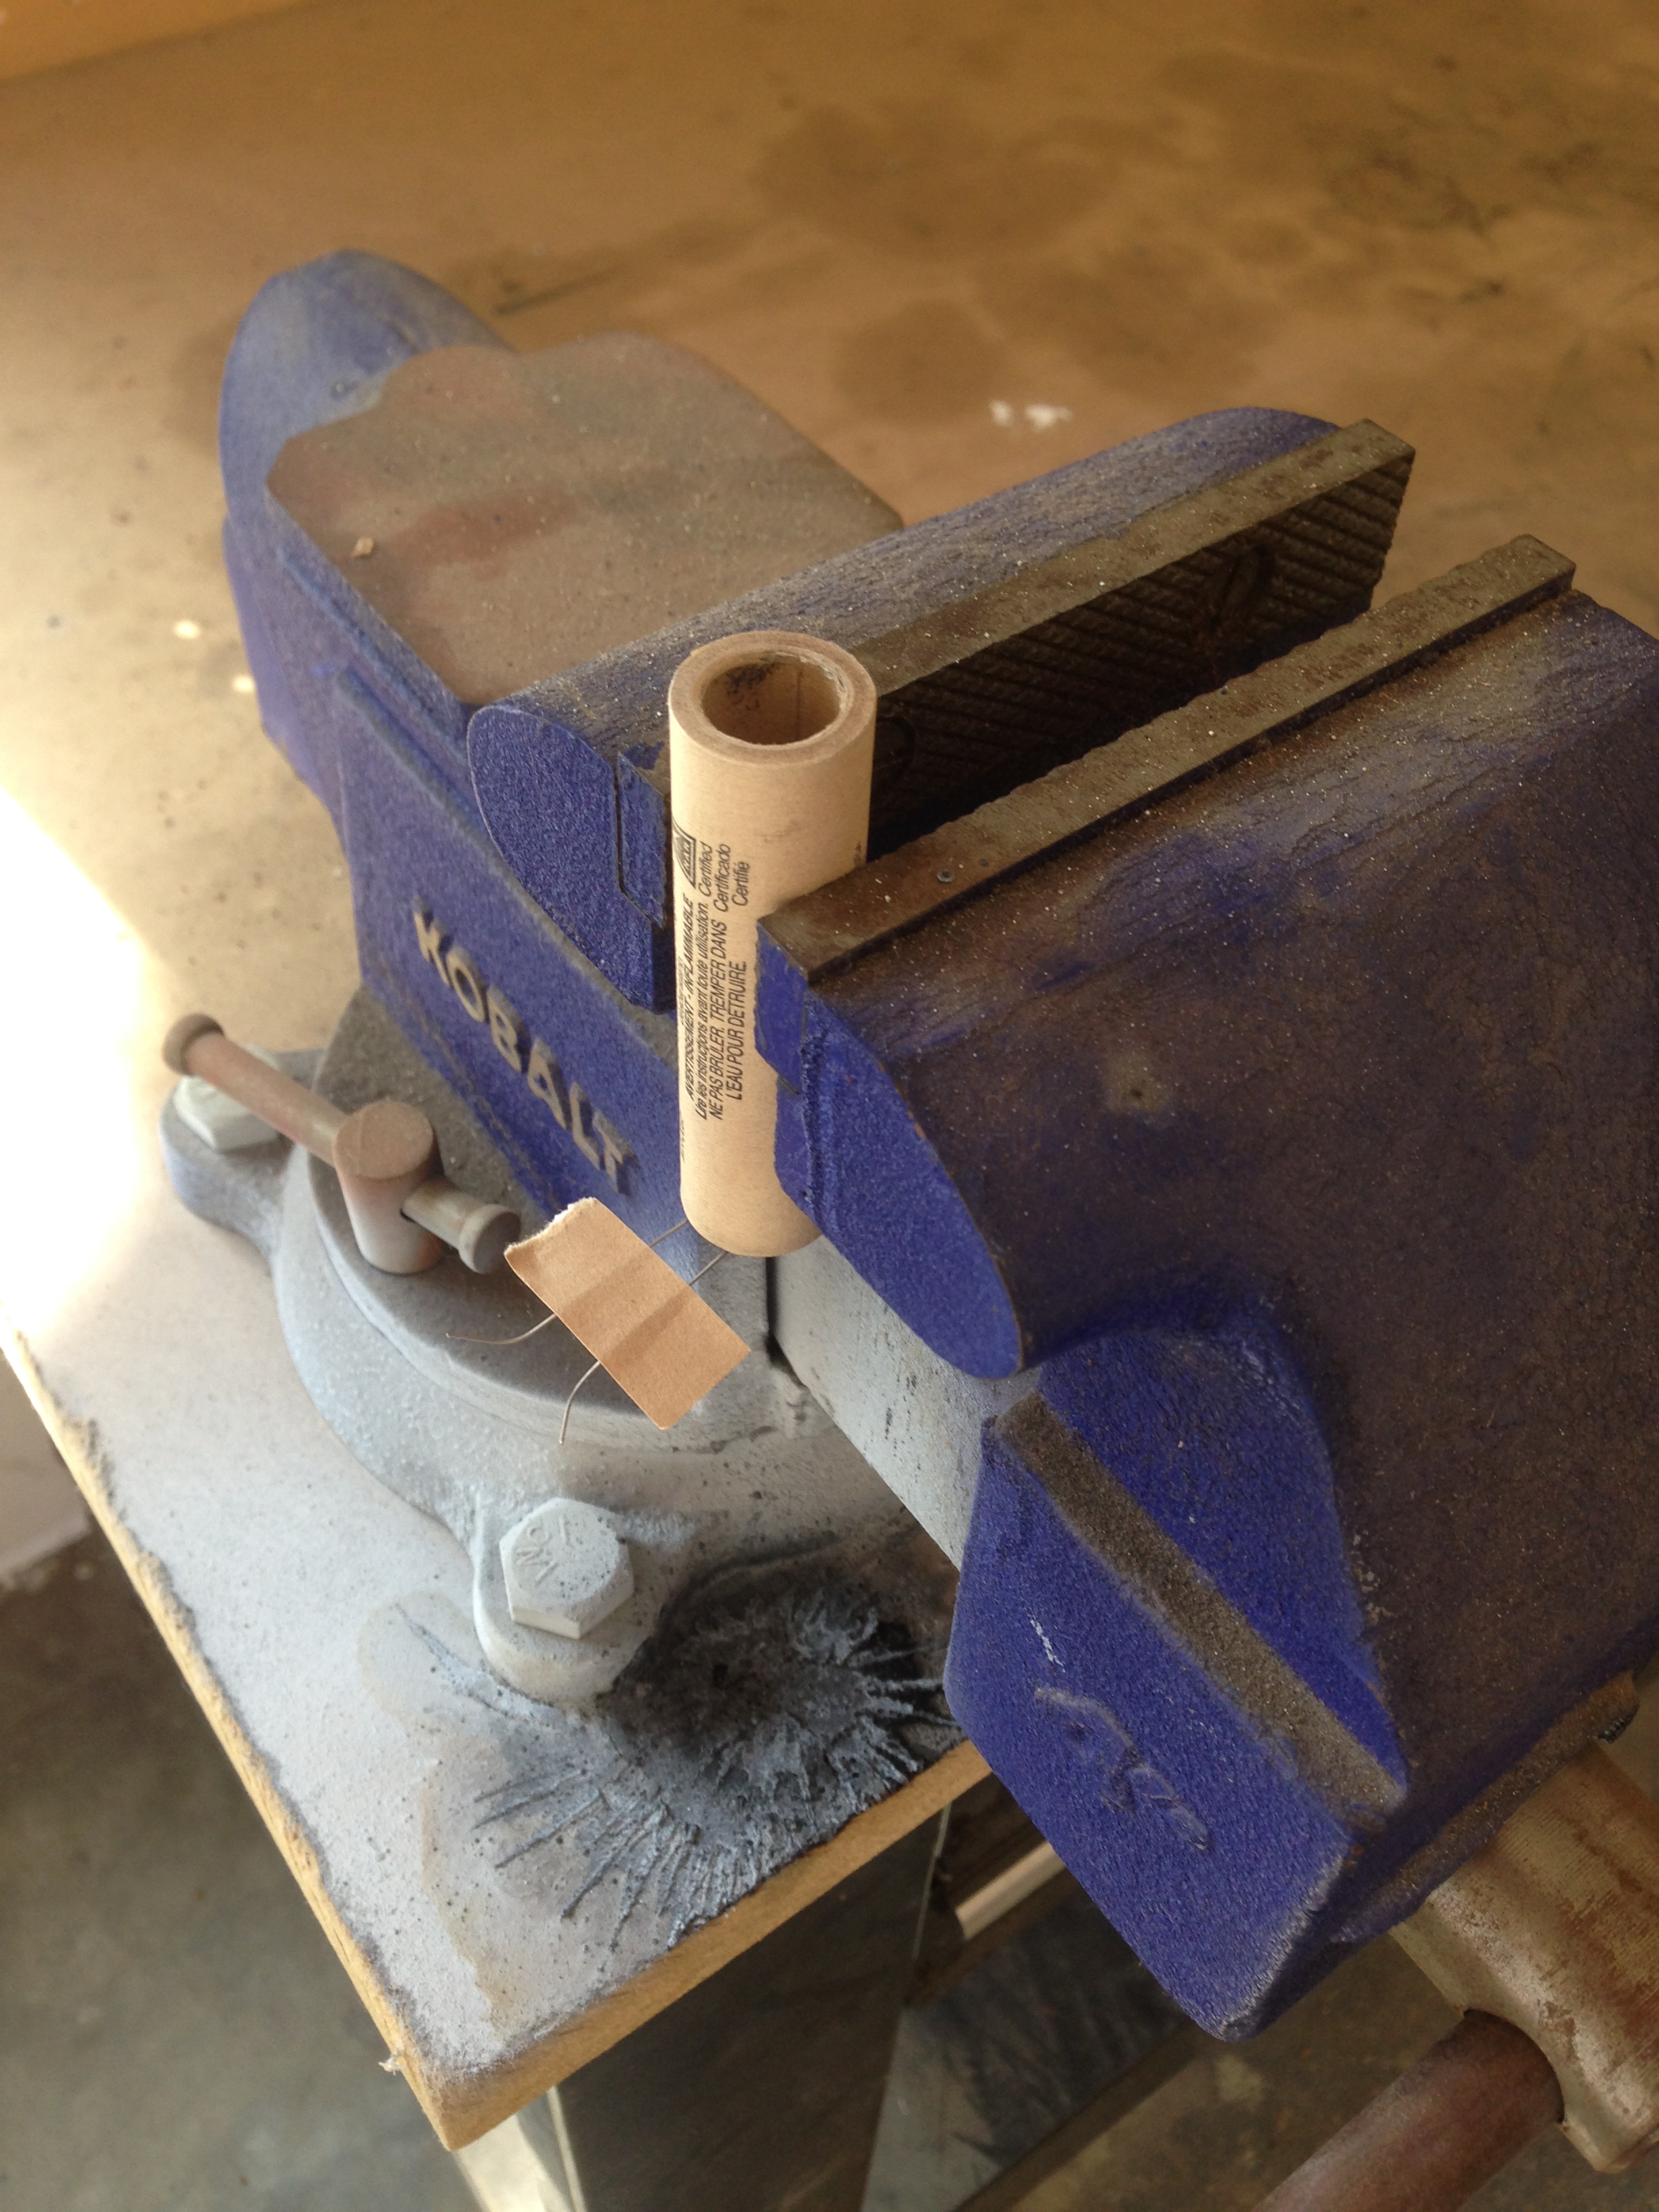 KOBALT
AVERTISSEMENT - INFLAMMABLE
Lire les instructions avant toute utilisation.
NE PAS BRULER. TREMPER DANS
L'EAU POUR DETRUIRE.
Certified
Certificado
Certifié